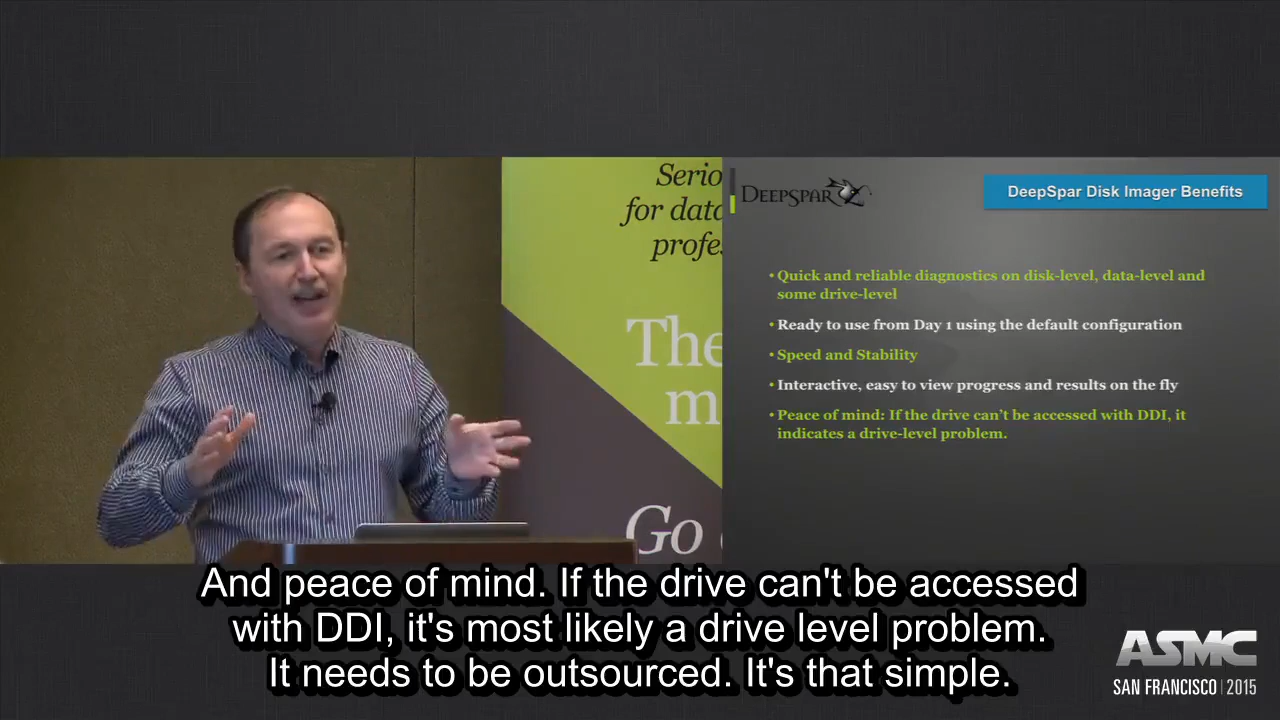 Serio
for data
profes
The
m
Go
DEEPSPAR
DeepSpar Disk Imager Benefits
• Quick and reliable diagnostics on disk-level, data-level and
some drive-level
• Ready to use from Day 1 using the default configuration
• Speed and Stability
• Interactive, easy to view progress and results on the fly
• Peace of mind: If the drive can't be accessed with DDI, it
indicates a drive-level problem.
And peace of mind. If the drive can't be accessed
with DDI, it's most likely a drive level problem.
It needs to be outsourced. It's that simple.
ASMC
SAN FRANCISCO | 2015